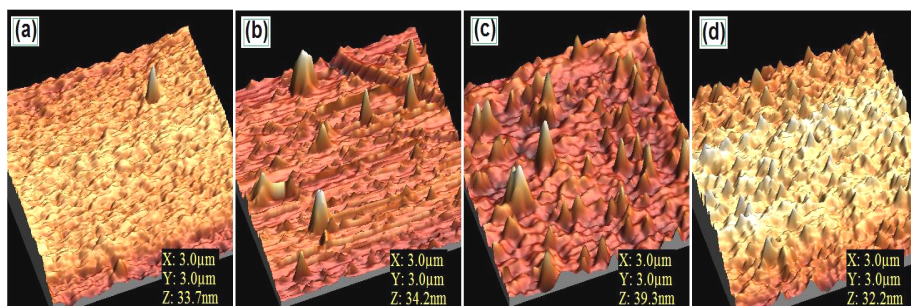 (a)
X: 3.0µm
Y: 3.0µm
Z: 33.7nm
(b)
X: 3.0µm
Y: 3.0µm
Z: 34.2nm
(c)
X: 3.0µm
Y: 3.0µm
Z: 39.3nm
(d)
X: 3.0µm
Y: 3.0µm
Z: 32.2nm